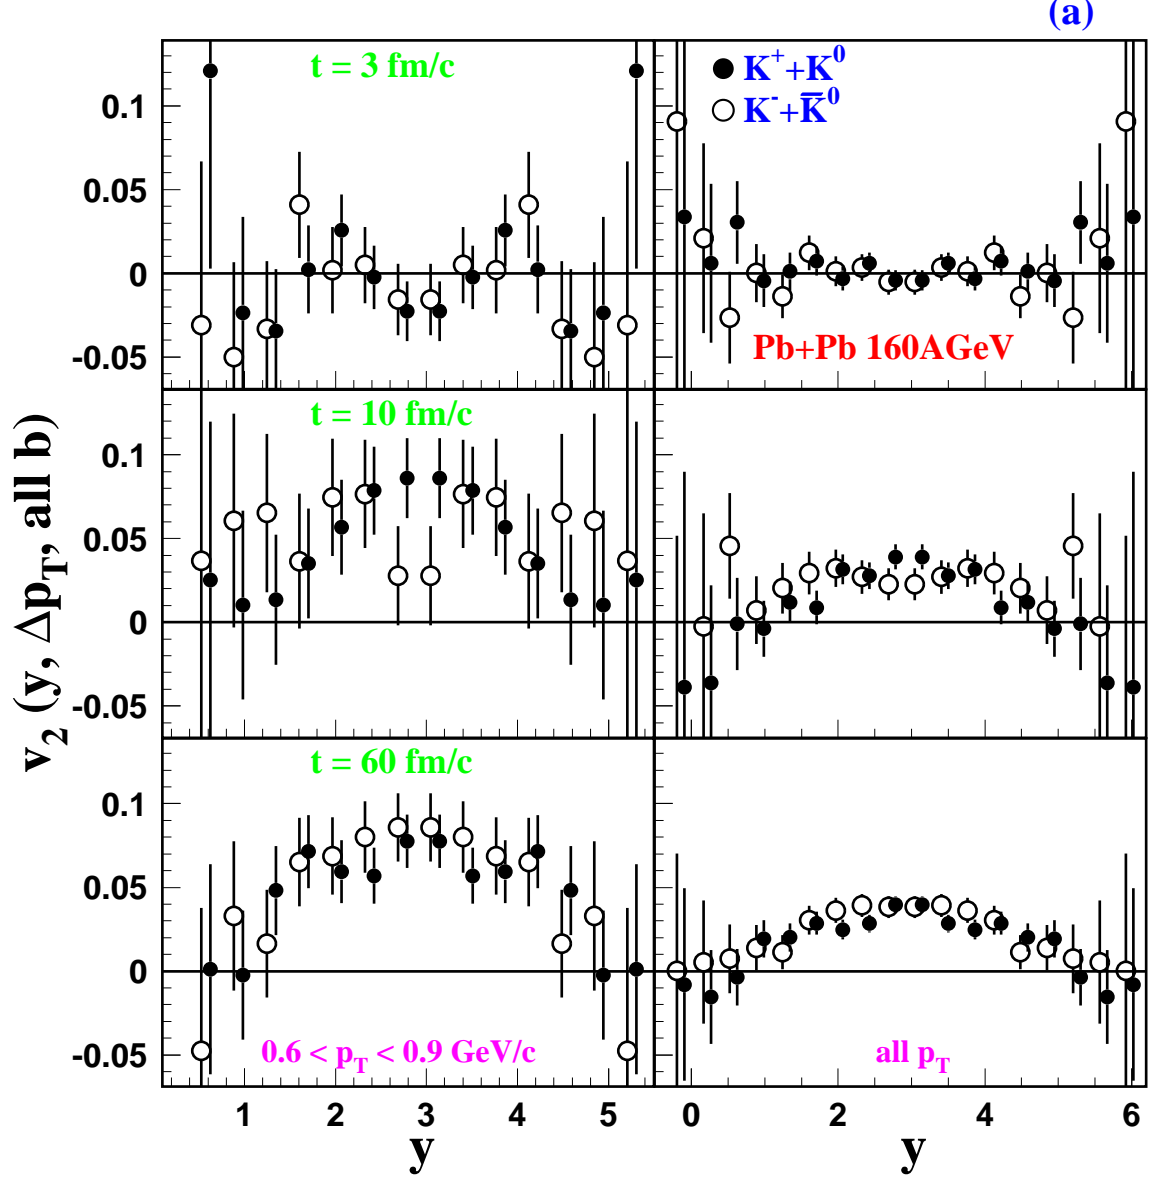 (a)
t = 3 fm/c
K⁺+K⁰
K⁻+K̅⁰
0.1
0.05
0
-0.05
Pb+Pb 160AGeV
t = 10 fm/c
0.1
0.05
0
-0.05
v₂ (y, Δp_T, all b)
t = 60 fm/c
0.1
0.05
0
-0.05
0.6 < p_T < 0.9 GeV/c
all p_T
1 2 3 4 5
0 2 4 6
y
y